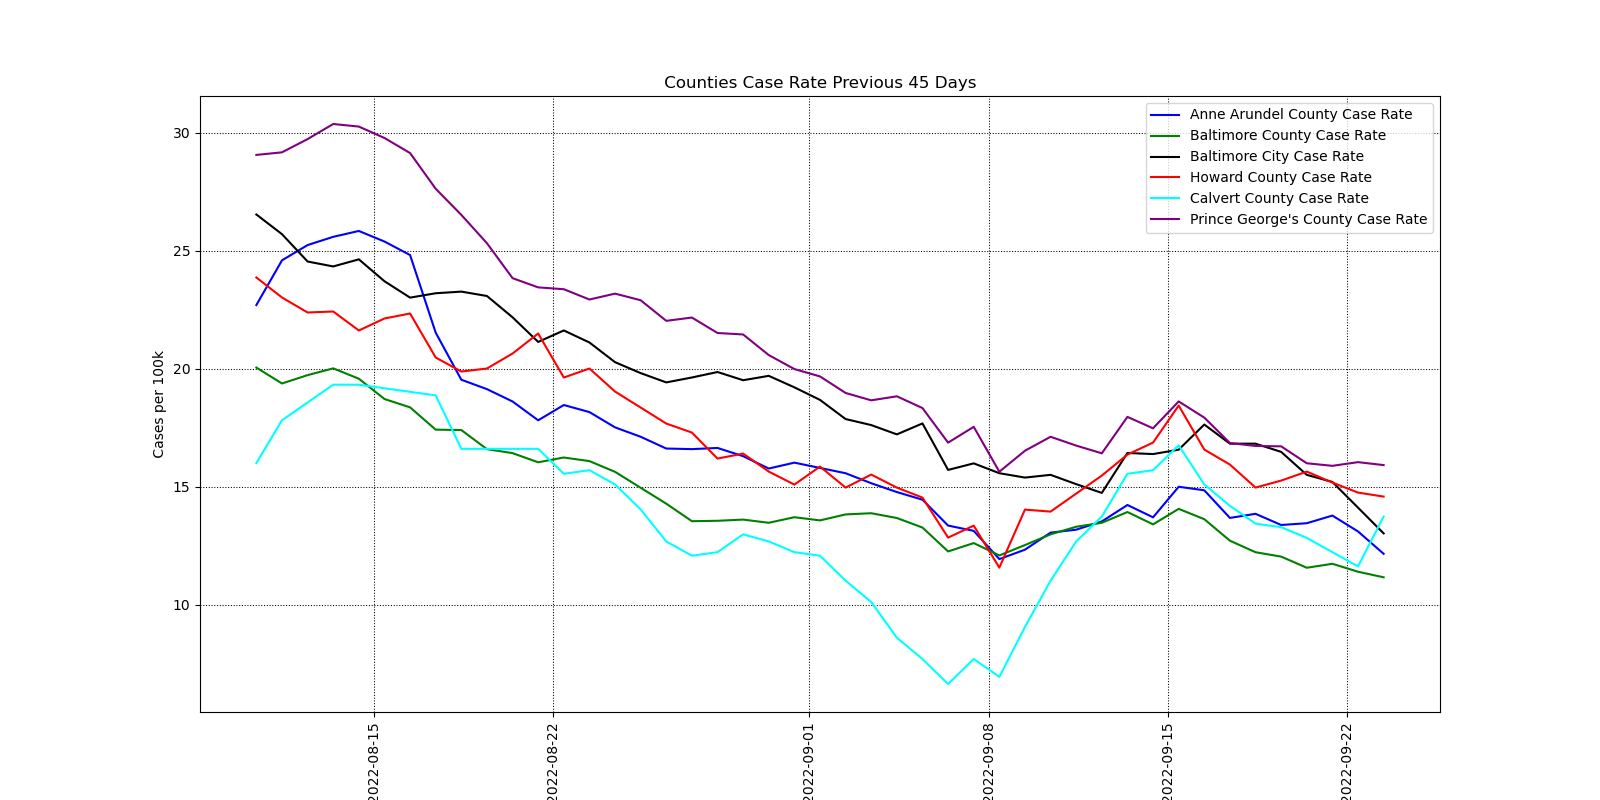 Counties Case Rate Previous 45 Days
Anne Arundel County Case Rate
Baltimore County Case Rate
Baltimore City Case Rate
Howard County Case Rate
Calvert County Case Rate
Prince George's County Case Rate
Cases per 100k
30
25
20
15
10
2022-08-15
2022-08-22
2022-09-01
2022-09-08
2022-09-15
2022-09-22